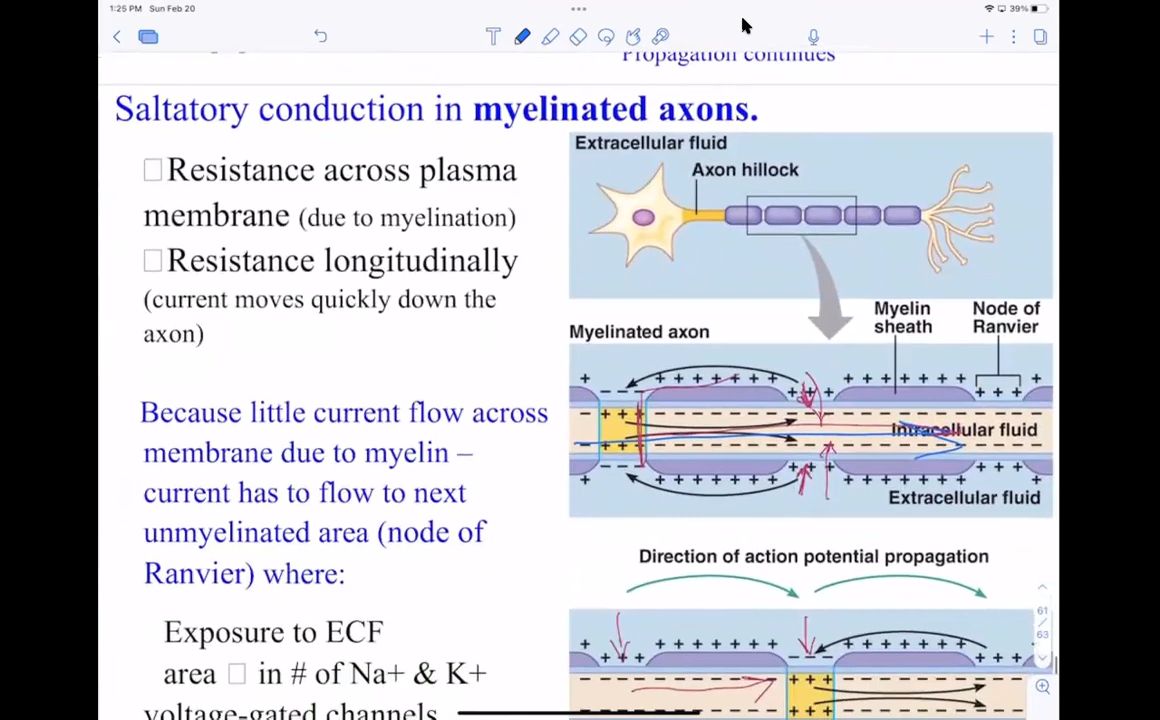 1:25 PM Sun Feb 20
39%
Propagation continues
Saltatory conduction in myelinated axons.
□Resistance across plasma
membrane (due to myelination)
□Resistance longitudinally
(current moves quickly down the
axon)
Because little current flow across
membrane due to myelin –
current has to flow to next
unmyelinated area (node of
Ranvier) where:
Exposure to ECF
area □ in # of Na+ & K+
voltage-gated channels
Extracellular fluid
Axon hillock
Myelinated axon
Myelin
sheath
Node of
Ranvier
Intracellular fluid
Extracellular fluid
Direction of action potential propagation
61
/
63